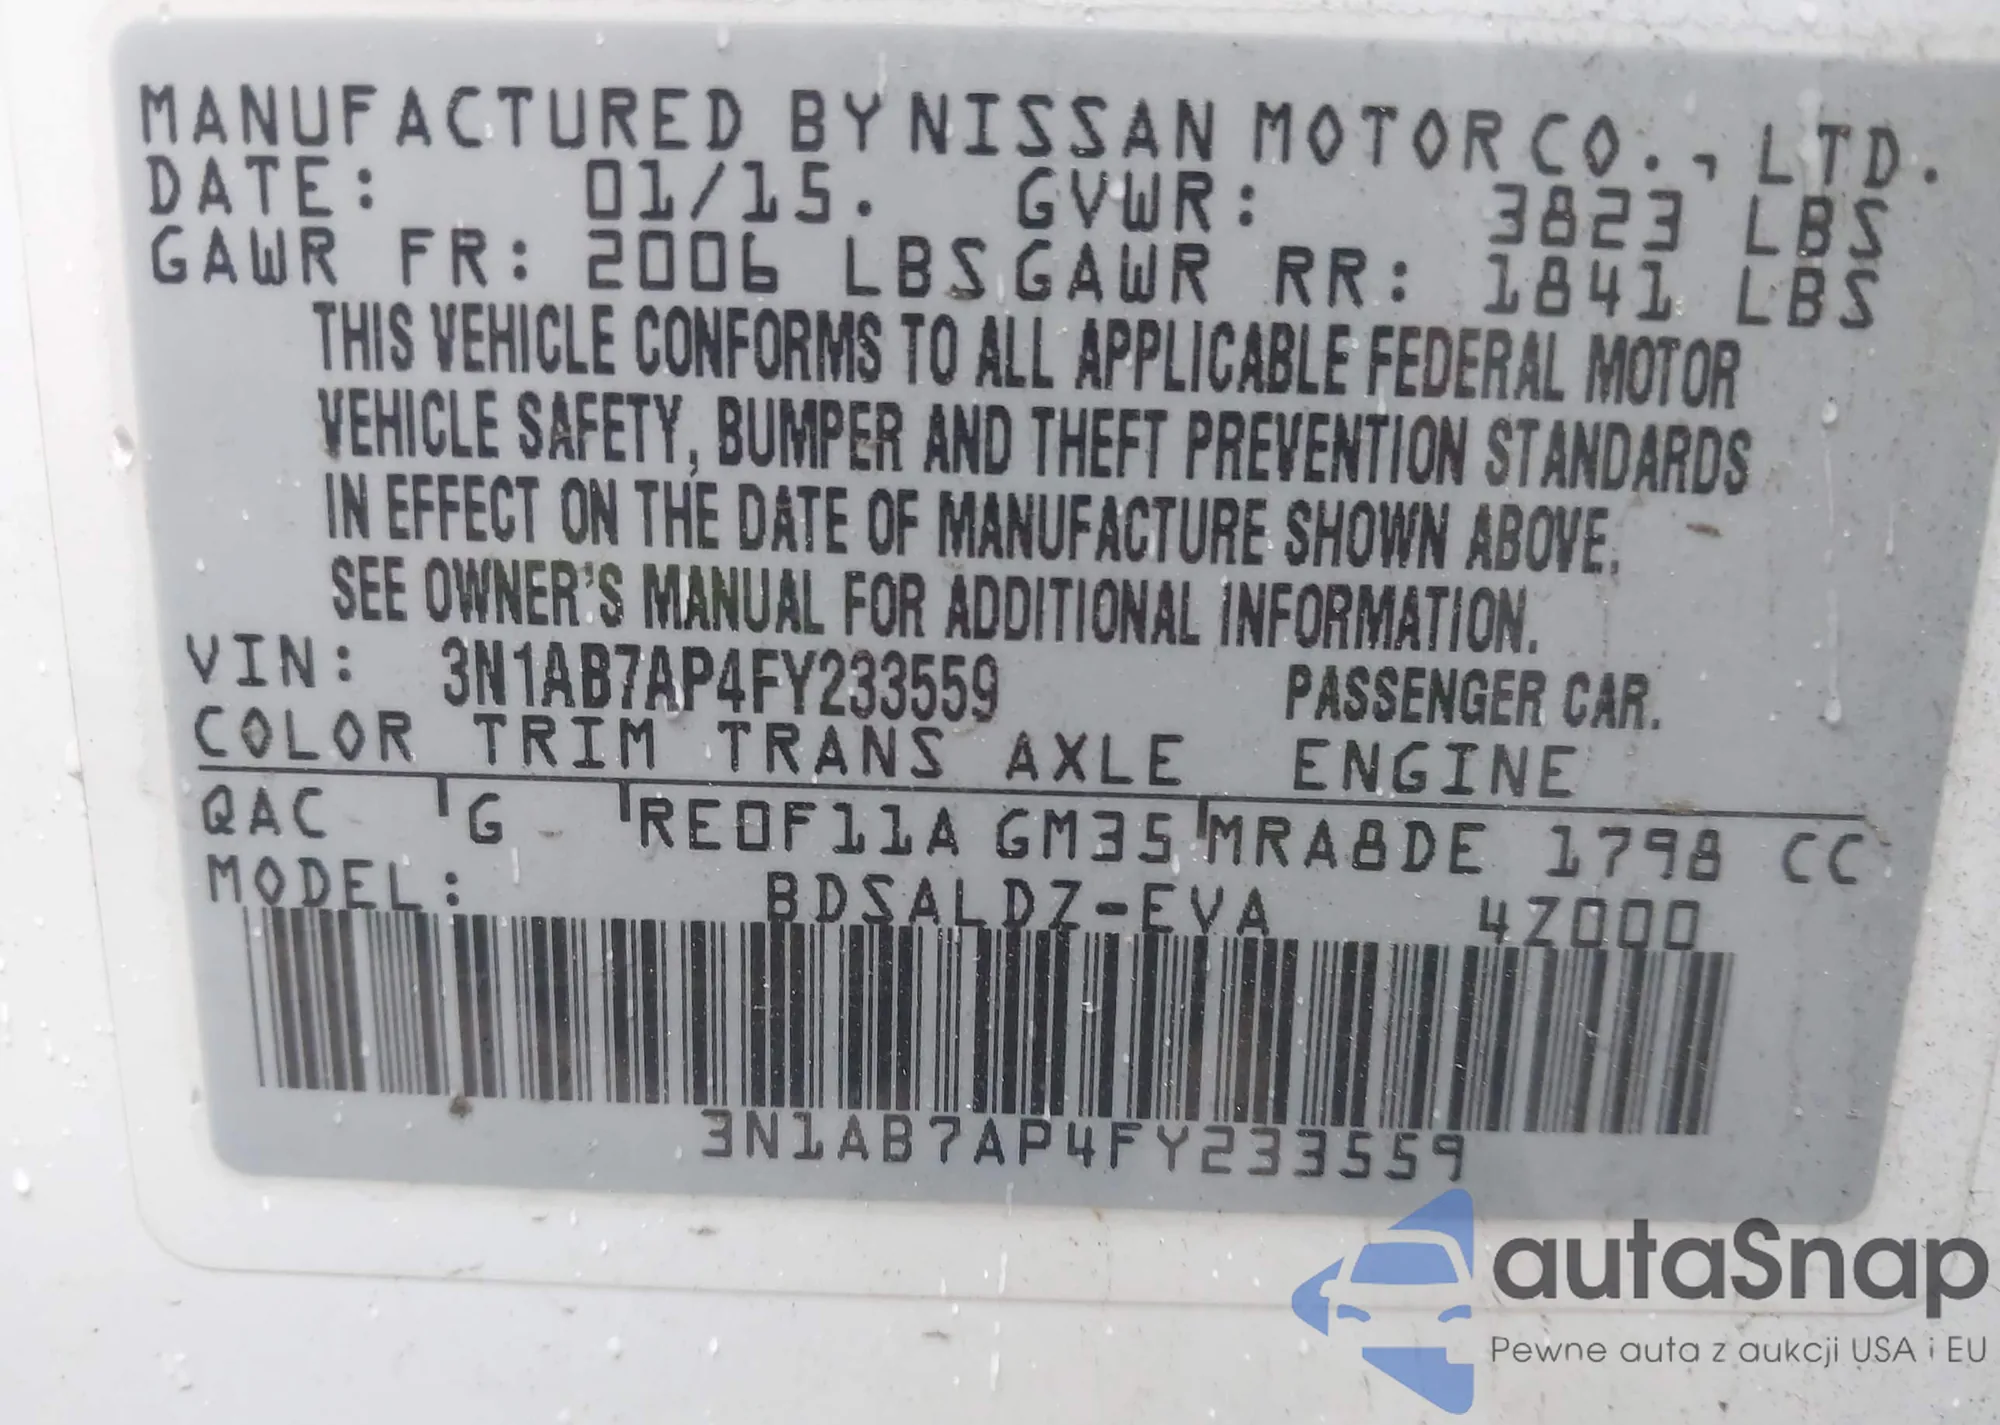 MANUFACTURED BY NISSAN MOTOR CO., LTD.
DATE: 01/15. GVWR: 3823 LBS
GAWR FR: 2006 LBS GAWR RR: 1841 LBS
THIS VEHICLE CONFORMS TO ALL APPLICABLE FEDERAL MOTOR
VEHICLE SAFETY, BUMPER AND THEFT PREVENTION STANDARDS
IN EFFECT ON THE DATE OF MANUFACTURE SHOWN ABOVE.
SEE OWNER'S MANUAL FOR ADDITIONAL INFORMATION.
VIN: 3N1AB7AP4FY233559 PASSENGER CAR.
COLOR TRIM TRANS AXLE ENGINE
QAC G RE0F11A GM35 MRA8DE 1798 CC
MODEL: BDSALDZ-EVA 4Z000
3N1AB7AP4FY233559
autaSnap
Pewne auta z aukcji USA i EU